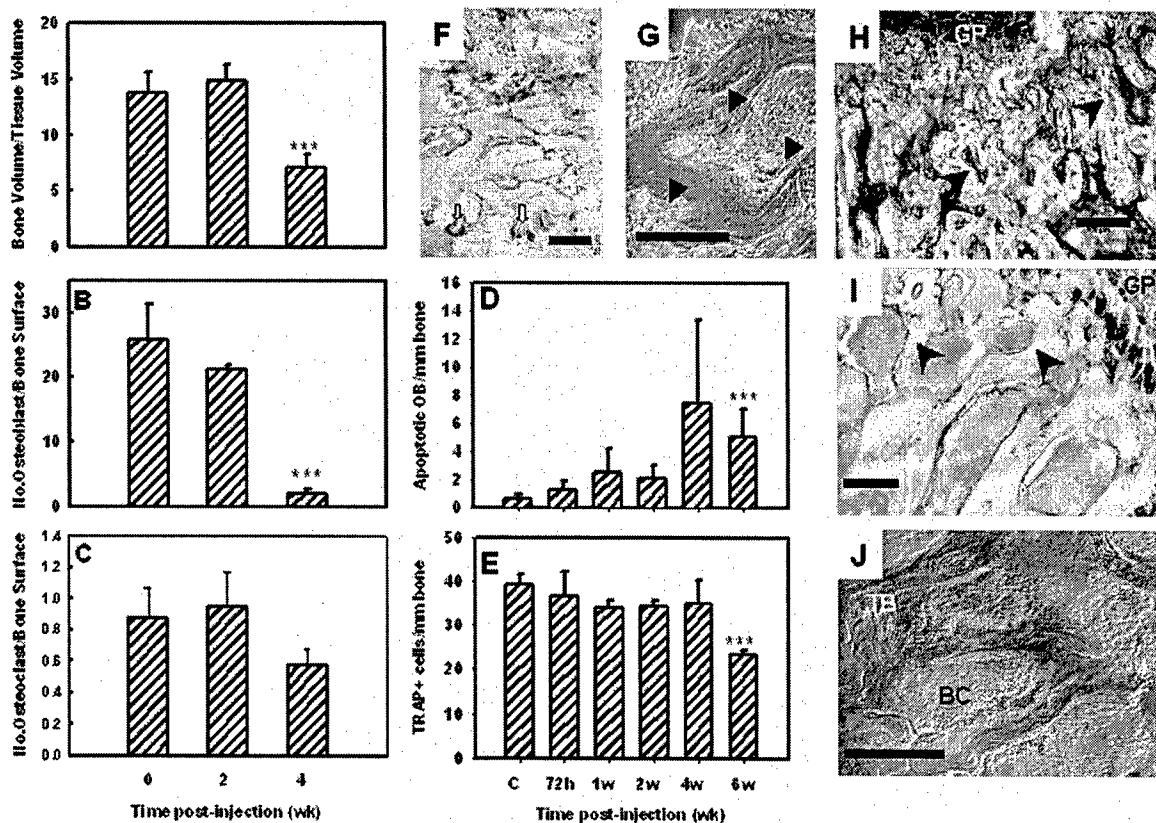 Bone Volume/Tissue Volume
20
15
10
5
0
***
B
No.Osteoblast/Bone Surface
30
20
10
0
***
C
No.Osteoclast/Bone Surface
1.4
1.2
1.0
0.8
0.6
0.4
0.2
0.0
0 2 4
Time post-injection (wk)
D
Apoptotic OB/mm bone
16
14
12
10
8
6
4
2
0
***
E
TRAP+ cells/mm bone
50
40
30
20
10
0
***
C 72h 1w 2w 4w 6w
Time post-injection (wk)
F
G
H
GP
I
GP
J
TB
BC